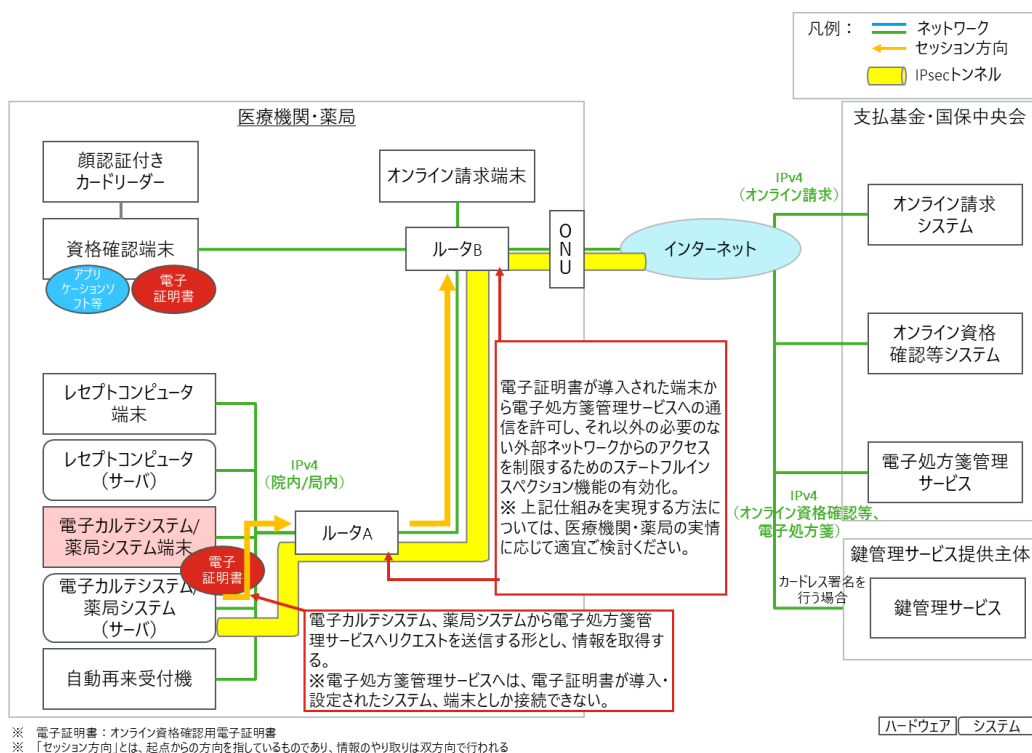 凡例：
ネットワーク
セッション方向
IPsecトンネル
医療機関・薬局
支払基金・国保中央会
顔認証付き
カードリーダー
オンライン請求端末
資格確認端末
アプリ
ケーションソ
フト等
電子
証明書
ルータB
ONU
インターネット
IPv4
（オンライン請求）
オンライン請求
システム
オンライン資格
確認等システム
電子処方箋管理
サービス
IPv4
（オンライン資格確認等、
電子処方箋）
レセプトコンピュータ
端末
レセプトコンピュータ
（サーバ）
IPv4
（院内/局内）
電子カルテシステム/
薬局システム端末
電子
証明書
電子カルテシステム/
薬局システム
（サーバ）
自動再来受付機
ルータA
電子証明書が導入された端末か
ら電子処方箋管理サービスへの通
信を許可し、それ以外の必要のな
い外部ネットワークからのアクセス
を制限するためのステートフルイン
スペクション機能の有効化。
※ 上記仕組みを実現する方法に
ついては、医療機関・薬局の実情
に応じて適宜ご検討ください。
電子カルテシステム、薬局システムから電子処方箋管
理サービスへリクエストを送信する形とし、情報を取得す
る。
※電子処方箋管理サービスへは、電子証明書が導入・
設定されたシステム、端末としか接続できない。
鍵管理サービス提供主体
カードレス署名を
行う場合
鍵管理サービス
ハードウェア
システム
※ 電子証明書：オンライン資格確認用電子証明書
※ 「セッション方向」とは、起点からの方向を指しているものであり、情報のやり取りは双方向で行われる